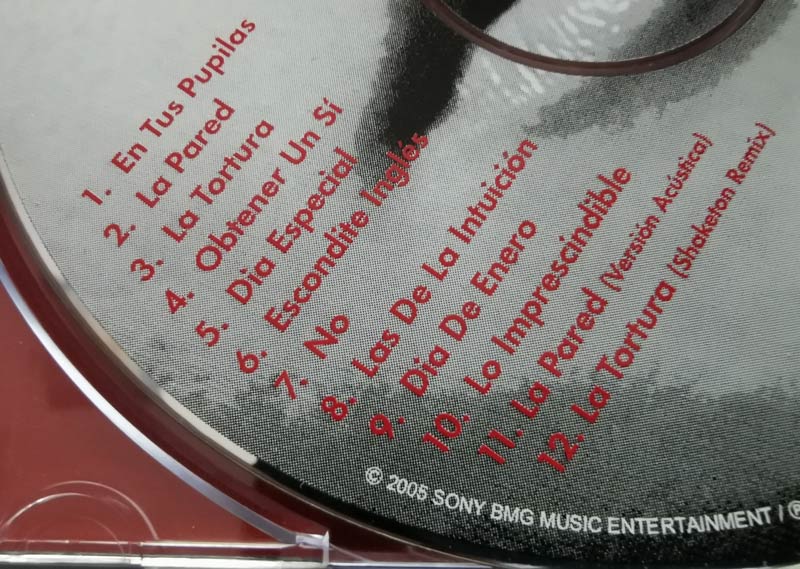 1. En Tus Pupilas
2. La Pared
3. La Tortura
4. Obtener Un Sí
5. Dia Especial
6. Escondite Inglés
7. No
8. Las De La Intuición
9. Dia De Enero
10. Lo Imprescindible
11. La Pared (Versión Acústica)
12. La Tortura (Shaketon Remix)
© 2005 SONY BMG MUSIC ENTERTAINMENT / ℗